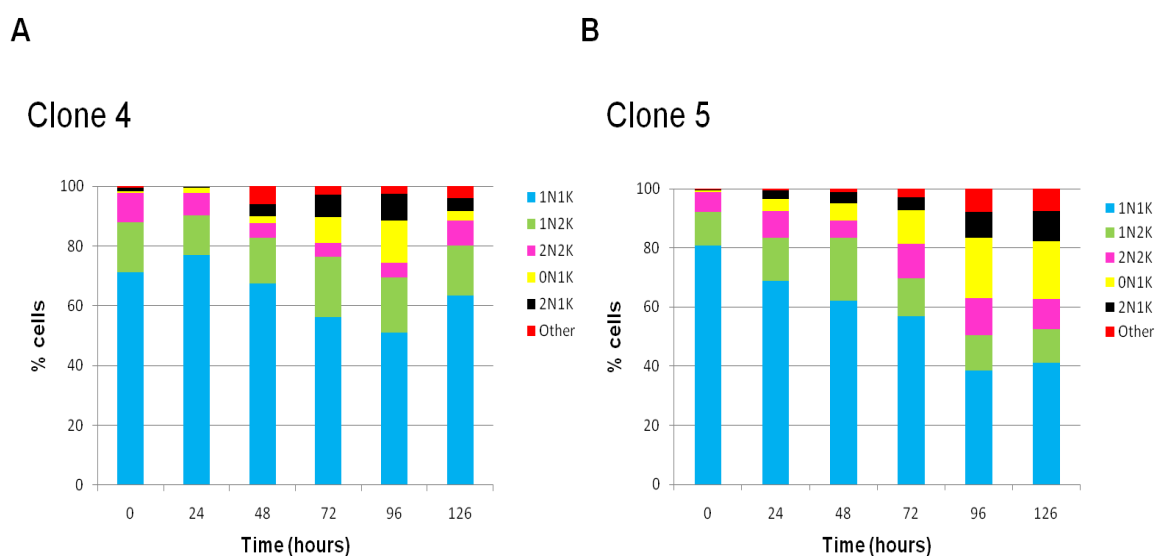 A
Clone 4
% cells
100
80
60
40
20
0
0 24 48 72 96 126
Time (hours)
1N1K
1N2K
2N2K
0N1K
2N1K
Other
B
Clone 5
% cells
100
80
60
40
20
0
0 24 48 72 96 126
Time (hours)
1N1K
1N2K
2N2K
0N1K
2N1K
Other